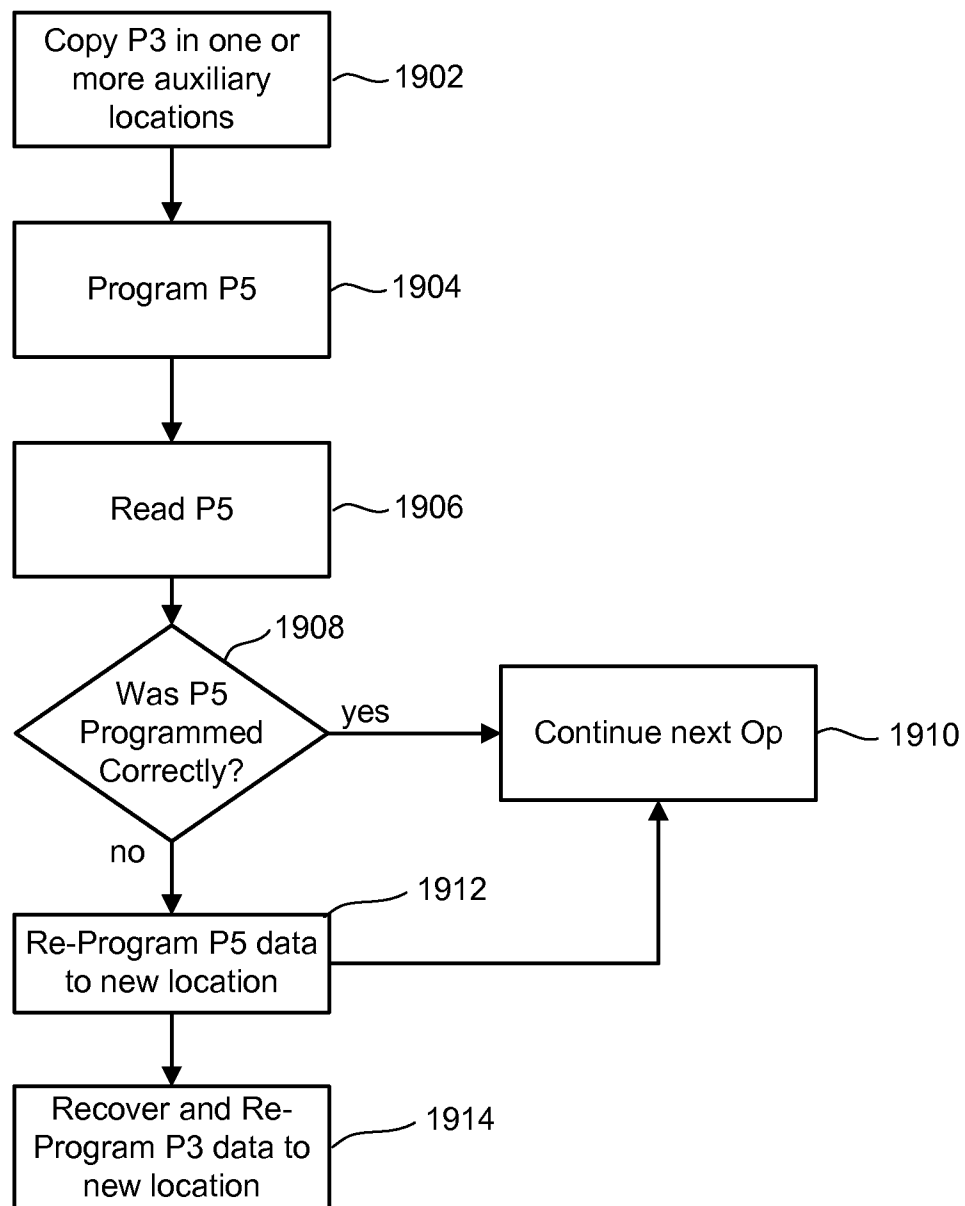 Copy P3 in one or
more auxiliary
locations
1902
Program P5
1904
Read P5
1906
1908
Was P5
Programmed
Correctly?
yes
Continue next Op
1910
no
1912
Re-Program P5 data
to new location
Recover and Re-
Program P3 data to
new location
1914